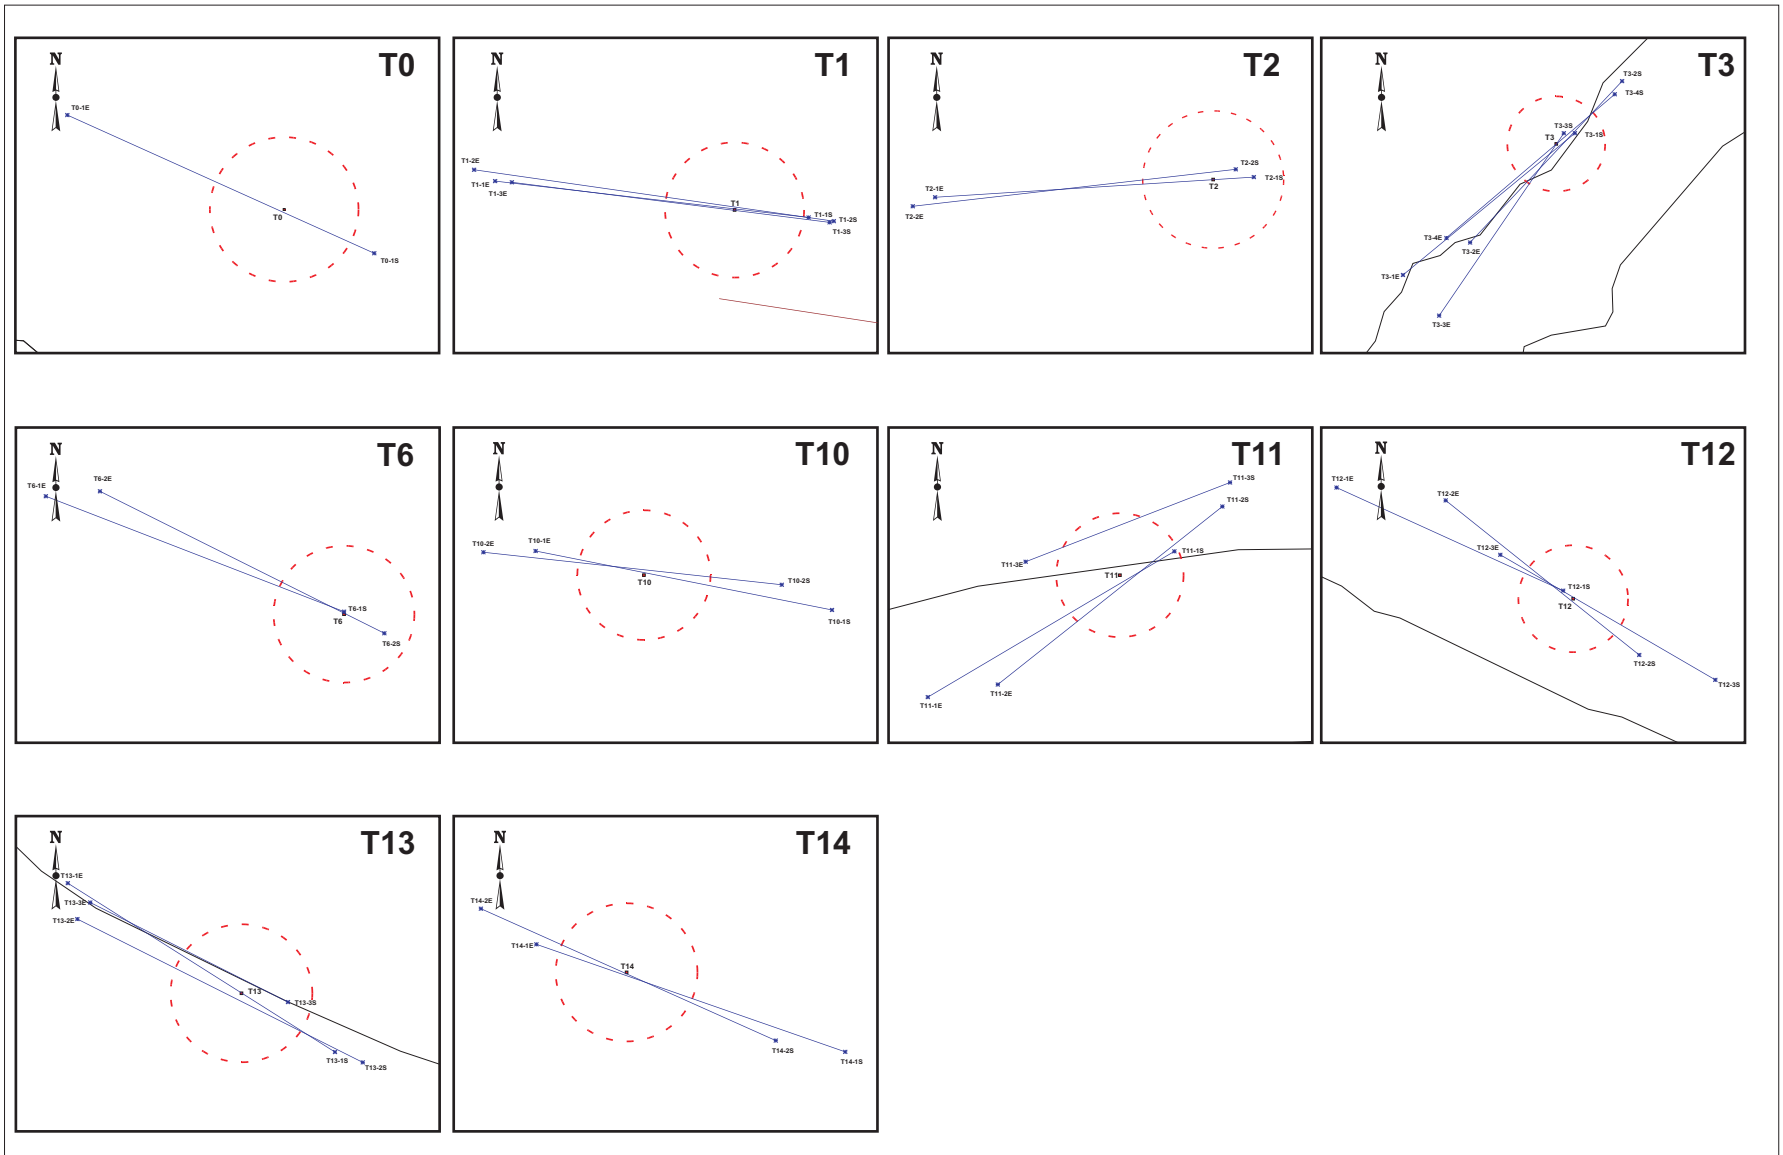 N
T0
T0-1E
T0
T0-1S
N
T1
T1-2E
T1-1E
T1-3E
T1
T1-1S
T1-2S
T1-3S
N
T2
T2-2S
T2-1S
T2
T2-1E
T2-2E
N
T3
T3-2S
T3-4S
T3-3S
T3-1S
T3
T3-4E
T3-2E
T3-1E
T3-3E
N
T6
T6-2E
T6-1E
T6-1S
T6
T6-2S
N
T10
T10-1E
T10-2E
T10
T10-2S
T10-1S
N
T11
T11-3S
T11-2S
T11-1S
T11-3E
T11
T11-2E
T11-1E
N
T12
T12-1E
T12-2E
T12-3E
T12-1S
T12
T12-2S
T12-3S
N
T13
T13-1E
T13-3E
T13-2E
T13
T13-3S
T13-1S
T13-2S
N
T14
T14-2E
T14-1E
T14
T14-2S
T14-1S